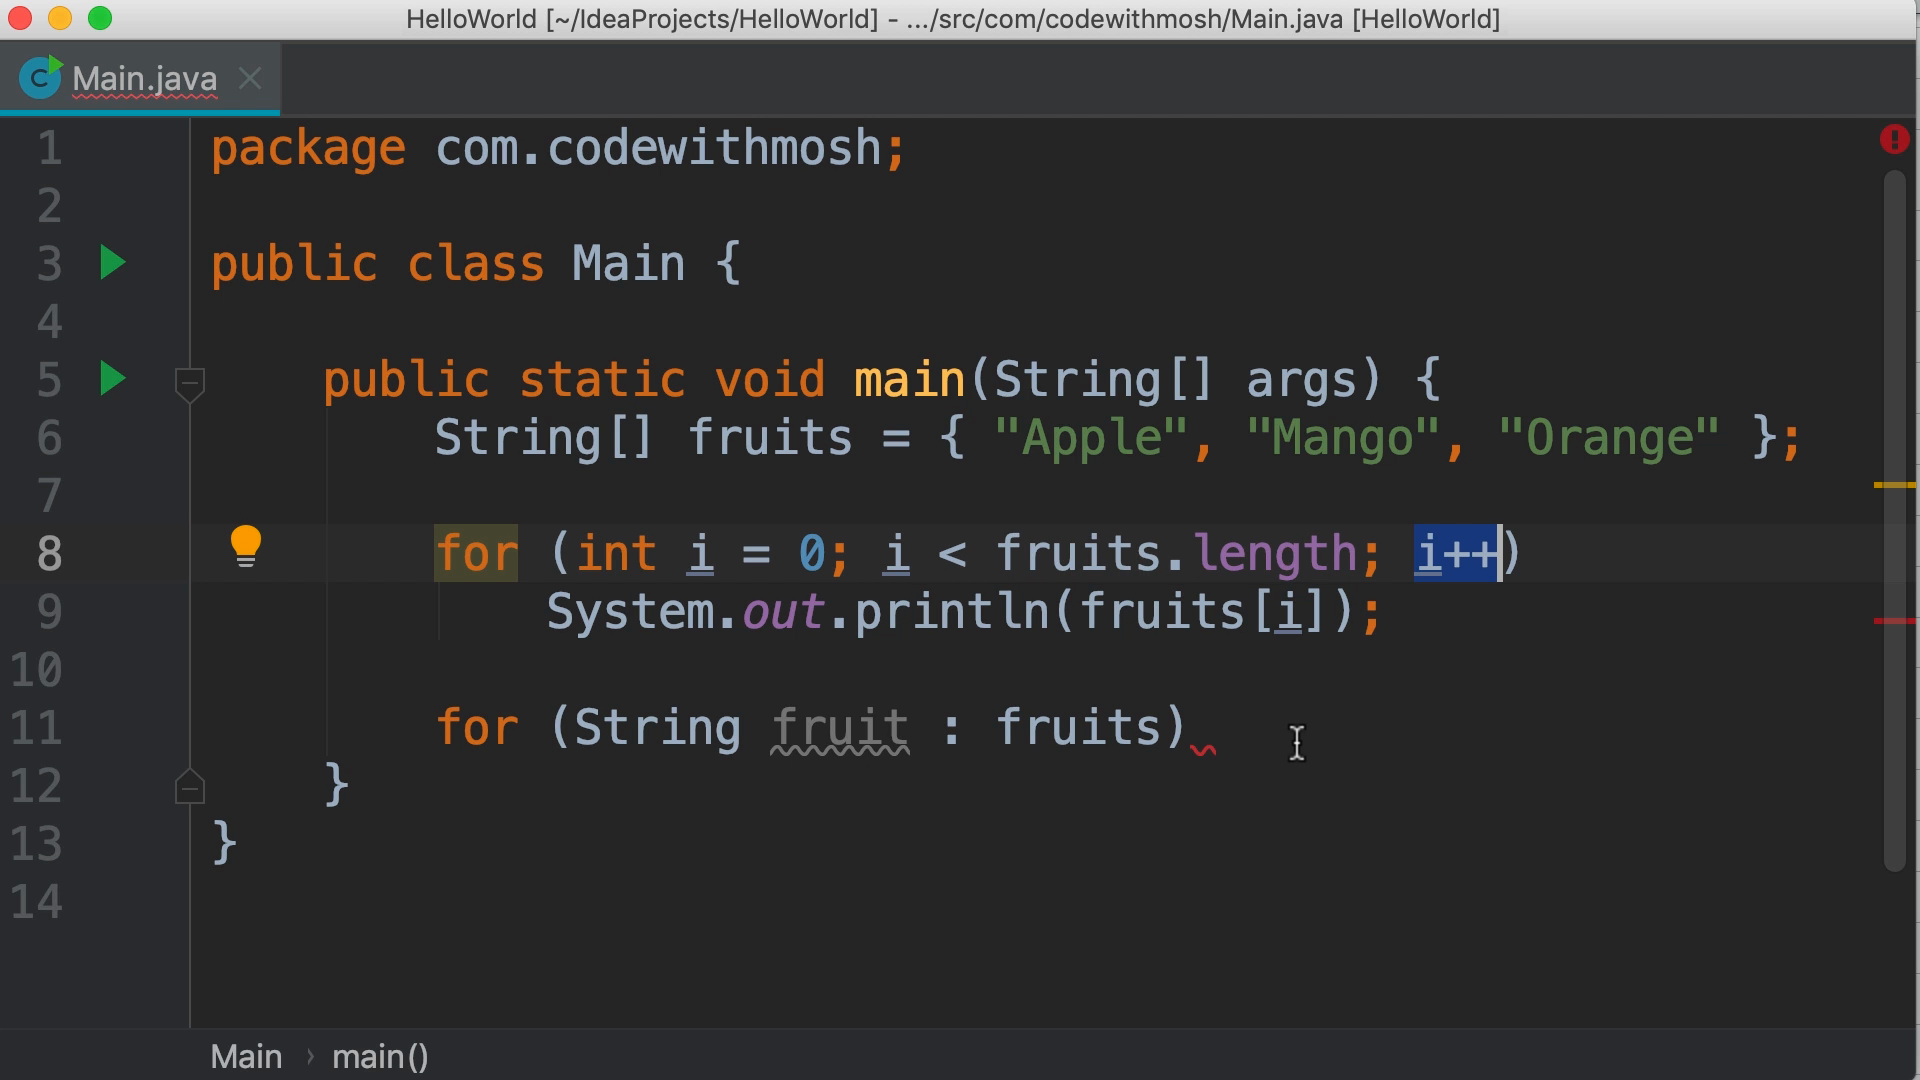 HelloWorld [~/IdeaProjects/HelloWorld] - .../src/com/codewithmosh/Main.java [HelloWorld]
Main.java
1 package com.codewithmosh;
2
3 public class Main {
4
5 public static void main(String[] args) {
6 String[] fruits = { "Apple", "Mango", "Orange" };
7
8 for (int i = 0; i < fruits.length; i++)
9 System.out.println(fruits[i]);
10
11 for (String fruit : fruits)
12 }
13 }
14
Main › main()